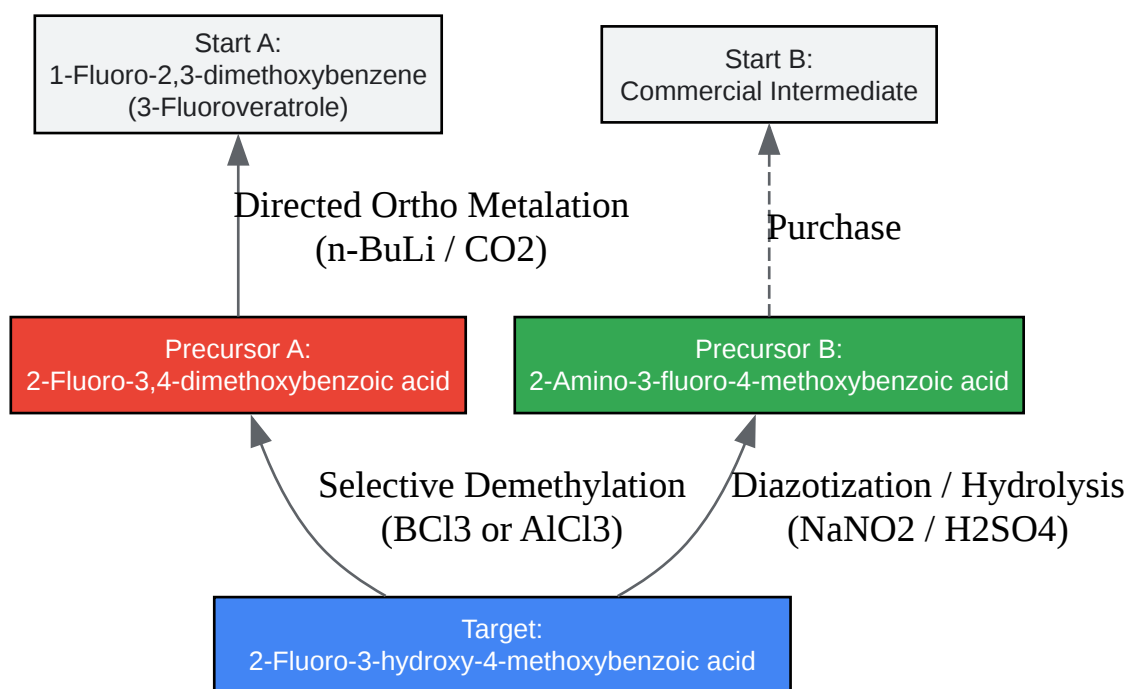 Start A:
1-Fluoro-2,3-dimethoxybenzene
(3-Fluoroveratrole)
Start B:
Commercial Intermediate
Directed Ortho Metalation
(n-BuLi / CO2)
Purchase
Precursor A:
2-Fluoro-3,4-dimethoxybenzoic acid
Precursor B:
2-Amino-3-fluoro-4-methoxybenzoic acid
Selective Demethylation
(BCl3 or AlCl3)
Diazotization / Hydrolysis
(NaNO2 / H2SO4)
Target:
2-Fluoro-3-hydroxy-4-methoxybenzoic acid